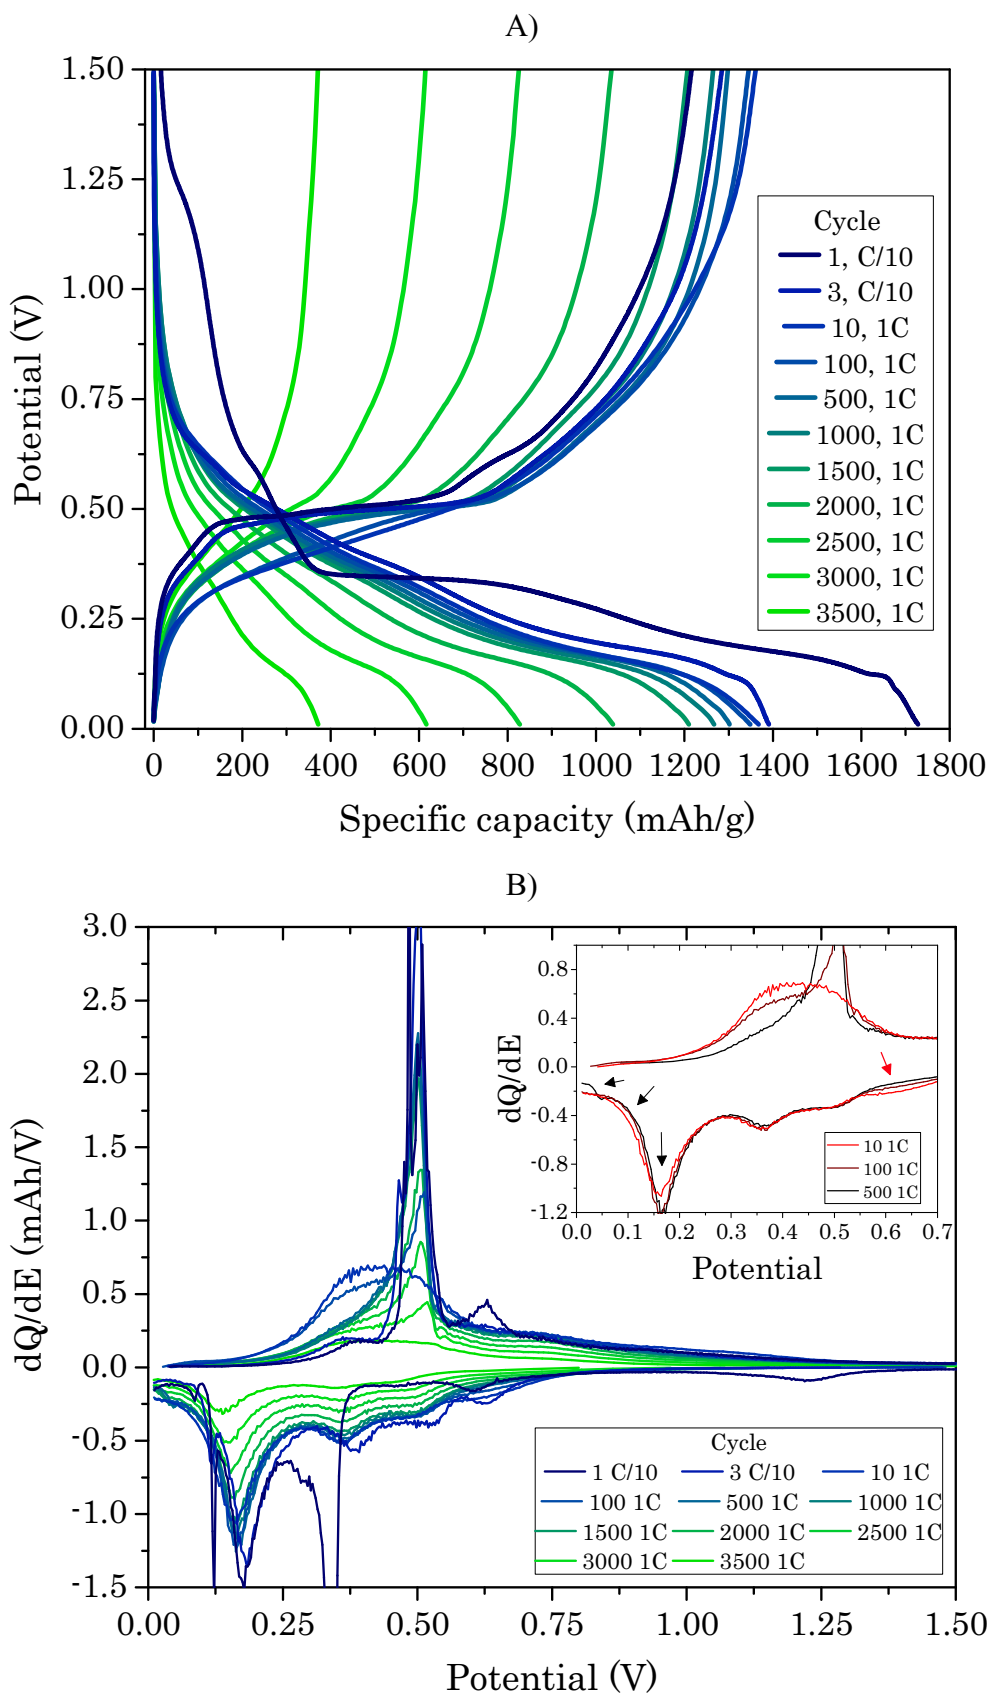 A)
1.50
1.25
1.00
0.75
0.50
0.25
0.00
Potential (V)
Cycle
1, C/10
3, C/10
10, 1C
100, 1C
500, 1C
1000, 1C
1500, 1C
2000, 1C
2500, 1C
3000, 1C
3500, 1C
0 200 400 600 800 1000 1200 1400 1600 1800
Specific capacity (mAh/g)
B)
3.0
2.5
2.0
1.5
1.0
0.5
0.0
-0.5
-1.0
-1.5
dQ/dE (mAh/V)
0.8
0.4
0.0
-0.4
-0.8
-1.2
dQ/dE
10 1C
100 1C
500 1C
0.0 0.1 0.2 0.3 0.4 0.5 0.6 0.7
Potential
Cycle
1 C/10 3 C/10 10 1C
100 1C 500 1C 1000 1C
1500 1C 2000 1C 2500 1C
3000 1C 3500 1C
0.00 0.25 0.50 0.75 1.00 1.25 1.50
Potential (V)